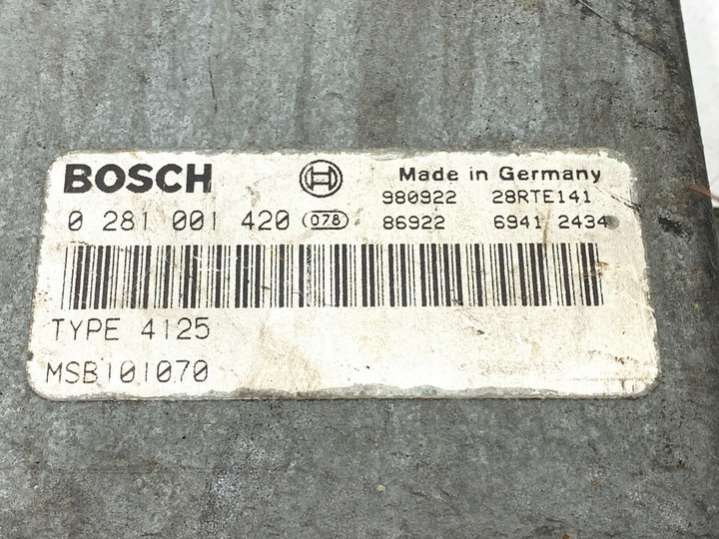 BOSCH Made in Germany
980922 28RTE141
0 281 001 420 078 86922 6941 2434
TYPE 4125
MSB101070